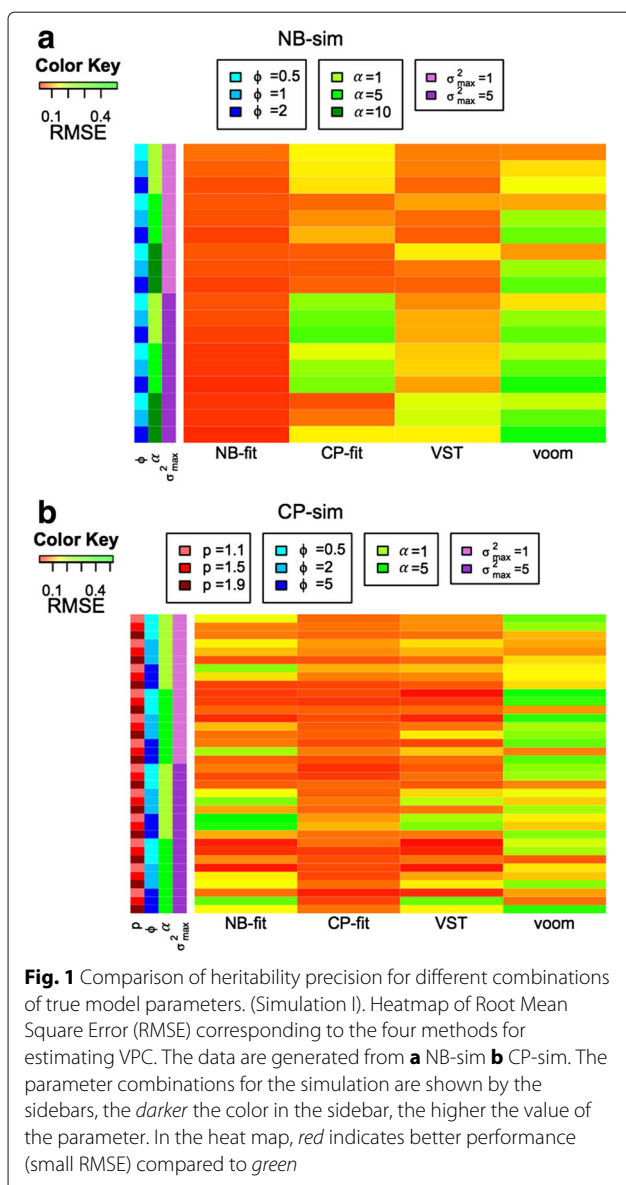 a
NB-sim
Color Key
0.1 0.4
RMSE
ϕ =0.5
ϕ =1
ϕ =2
α =1
α =5
α =10
σ²max =1
σ²max =5
ϕ
α
σ²max
NB-fit CP-fit VST voom
b
CP-sim
Color Key
0.1 0.4
RMSE
p =1.1
p =1.5
p =1.9
ϕ =0.5
ϕ =2
ϕ =5
α =1
α =5
σ²max =1
σ²max =5
p
ϕ
α
σ²max
NB-fit CP-fit VST voom
Fig. 1 Comparison of heritability precision for different combinations
of true model parameters. (Simulation I). Heatmap of Root Mean
Square Error (RMSE) corresponding to the four methods for
estimating VPC. The data are generated from a NB-sim b CP-sim. The
parameter combinations for the simulation are shown by the
sidebars, the darker the color in the sidebar, the higher the value of
the parameter. In the heat map, red indicates better performance
(small RMSE) compared to green